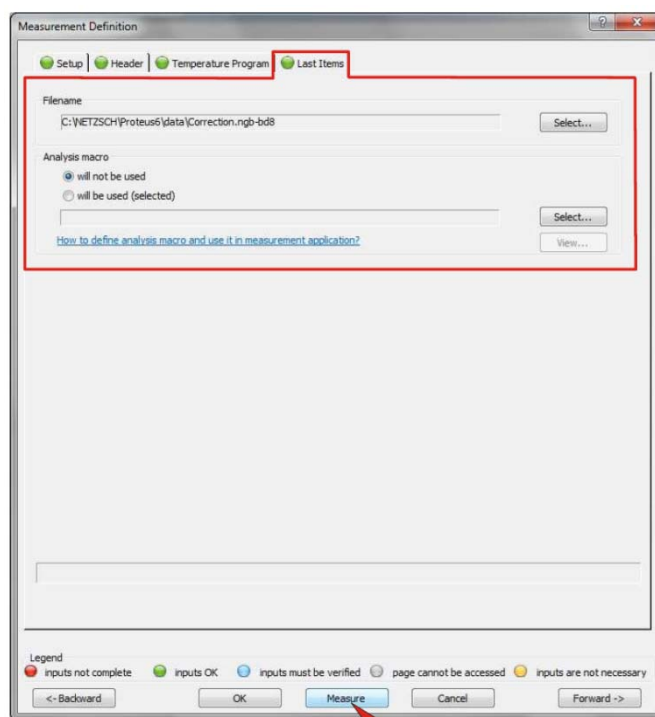 Measurement Definition
Setup Header Temperature Program Last Items
Filename
C:\NETZSCH\Proteus6\data\Correction.ngb-bd8 Select...
Analysis macro
will not be used
will be used (selected)
Select...
How to define analysis macro and use it in measurement application? View...
Legend
inputs not complete inputs OK inputs must be verified page cannot be accessed inputs are not necessary
<- Backward OK Measure Cancel Forward ->